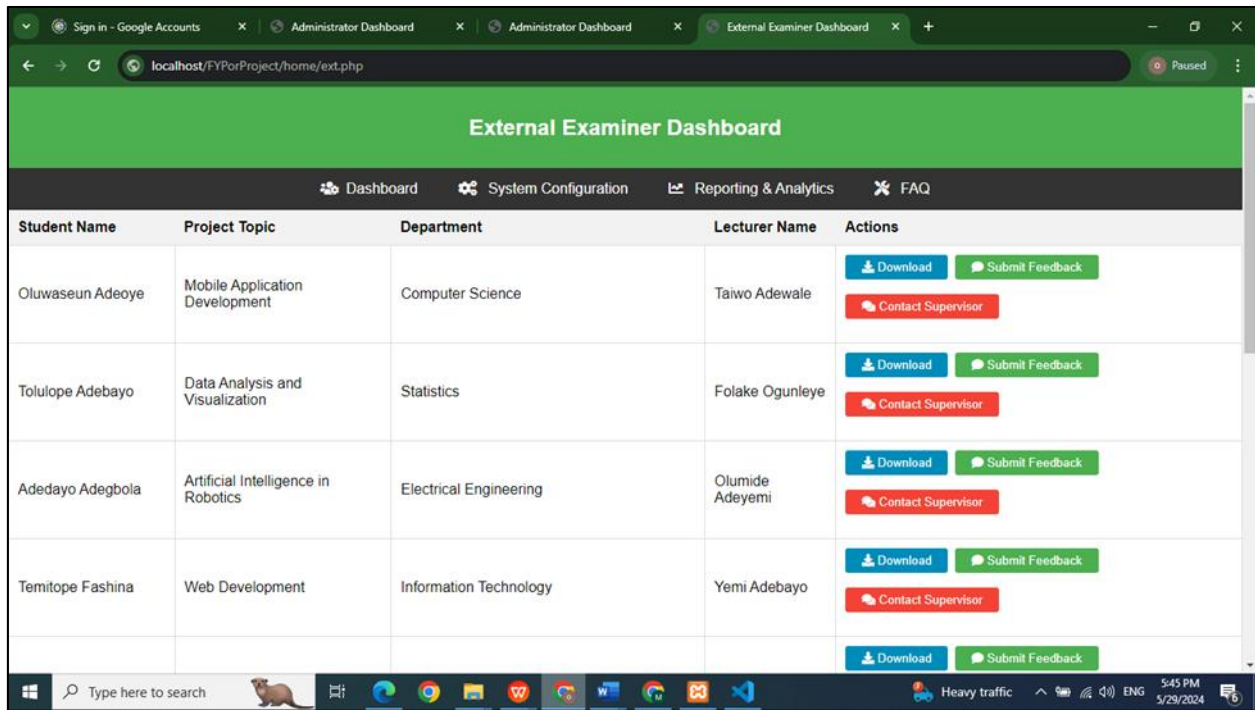 Sign in - Google Accounts
Administrator Dashboard
Administrator Dashboard
External Examiner Dashboard
localhost/FYPorProject/home/ext.php
Paused
External Examiner Dashboard
Dashboard System Configuration Reporting & Analytics FAQ
Student Name Project Topic Department Lecturer Name Actions
Oluwaseun Adeoye
Mobile Application
Development
Computer Science
Taiwo Adewale
Download Submit Feedback
Contact Supervisor
Tolulope Adebayo
Data Analysis and
Visualization
Statistics
Folake Ogunleye
Download Submit Feedback
Contact Supervisor
Adedayo Adegbola
Artificial Intelligence in
Robotics
Electrical Engineering
Olumide
Adeyemi
Download Submit Feedback
Contact Supervisor
Temitope Fashina
Web Development
Information Technology
Yemi Adebayo
Download Submit Feedback
Contact Supervisor
Download Submit Feedback
Type here to search
Heavy traffic
ENG
5:45 PM
5/29/2024
6